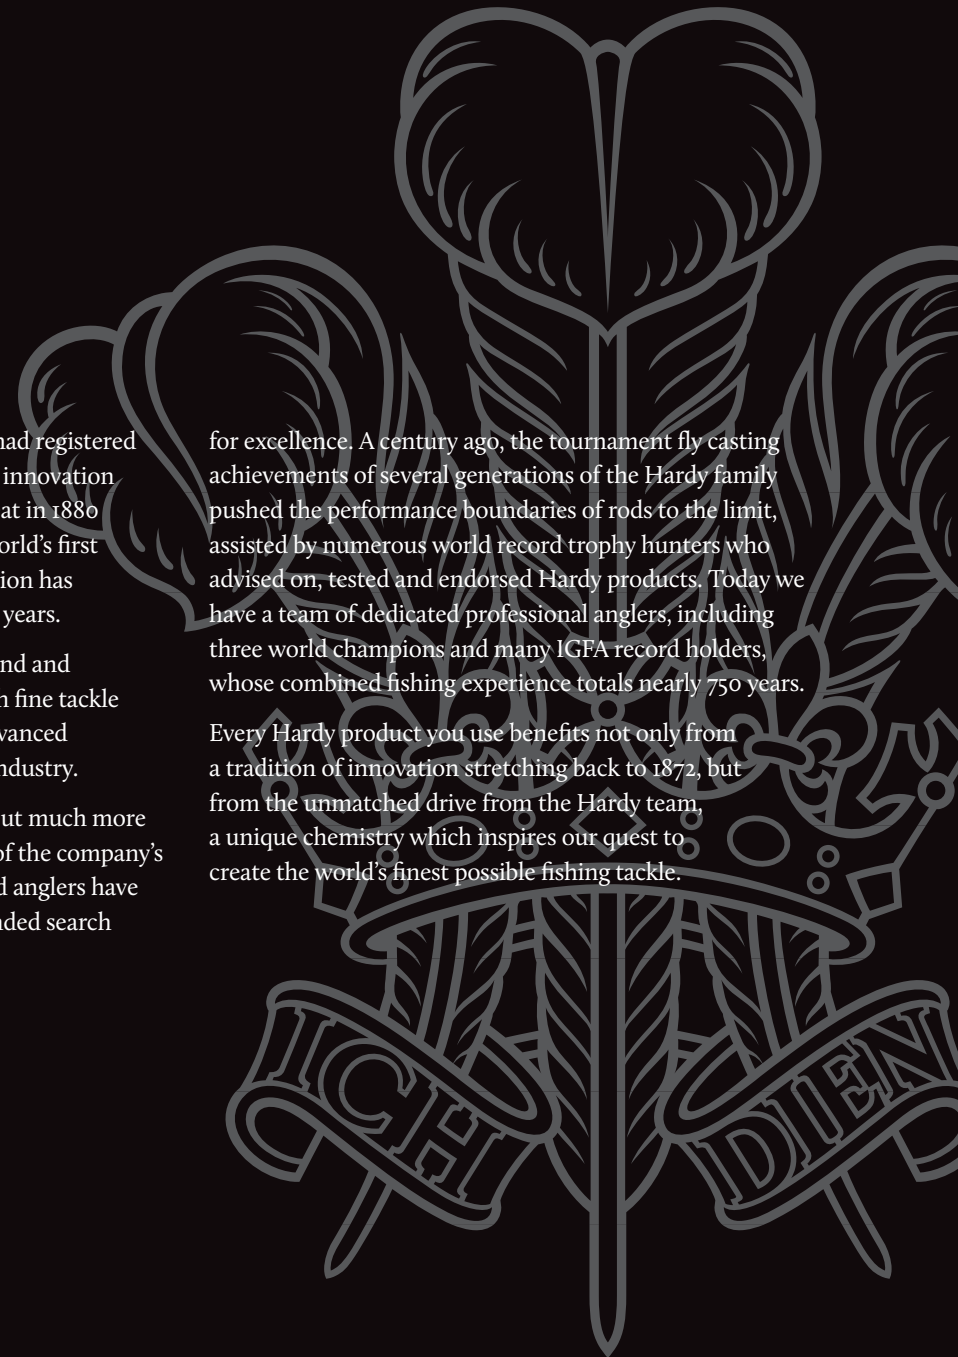 had registered
innovation
at in 1880
orld’s first
ion has
years.
nd and
fine tackle
vanced
ndustry.
ut much more
of the company’s
d anglers have
nded search
for excellence. A century ago, the tournament fly casting
achievements of several generations of the Hardy family
pushed the performance boundaries of rods to the limit,
assisted by numerous world record trophy hunters who
advised on, tested and endorsed Hardy products. Today we
have a team of dedicated professional anglers, including
three world champions and many IGFA record holders,
whose combined fishing experience totals nearly 750 years.
Every Hardy product you use benefits not only from
a tradition of innovation stretching back to 1872, but
from the unmatched drive from the Hardy team,
a unique chemistry which inspires our quest to
create the world’s finest possible fishing tackle.
ICH DIEN